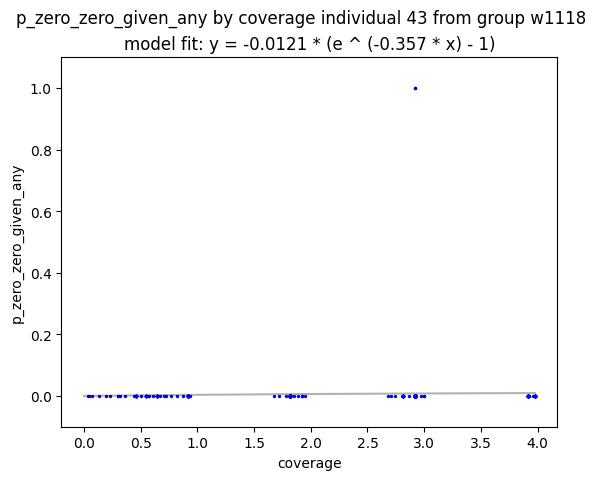 p_zero_zero_given_any by coverage individual 43 from group w1118
model fit: y = -0.0121 * (e ^ (-0.357 * x) - 1)
1.0
0.8
0.6
0.4
0.2
0.0
p_zero_zero_given_any
0.0 0.5 1.0 1.5 2.0 2.5 3.0 3.5 4.0
coverage